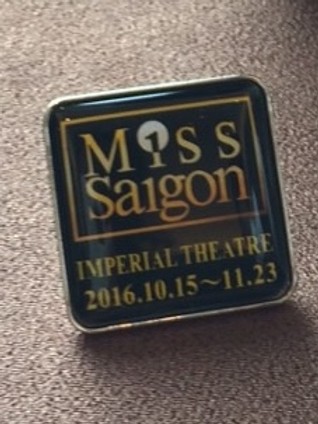 MiSS
Saigon
IMPERIAL THEATRE
2016.10.15～11.23